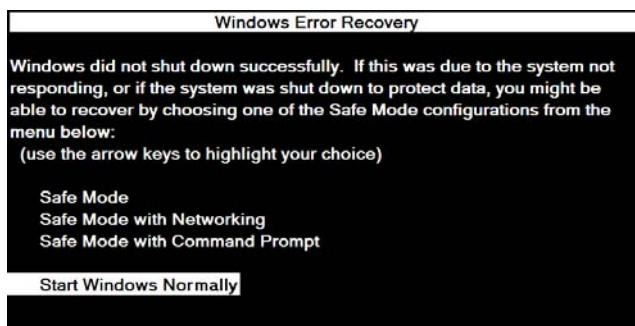 Windows Error Recovery
Windows did not shut down successfully. If this was due to the system not
responding, or if the system was shut down to protect data, you might be
able to recover by choosing one of the Safe Mode configurations from the
menu below:
(use the arrow keys to highlight your choice)
Safe Mode
Safe Mode with Networking
Safe Mode with Command Prompt
Start Windows Normally